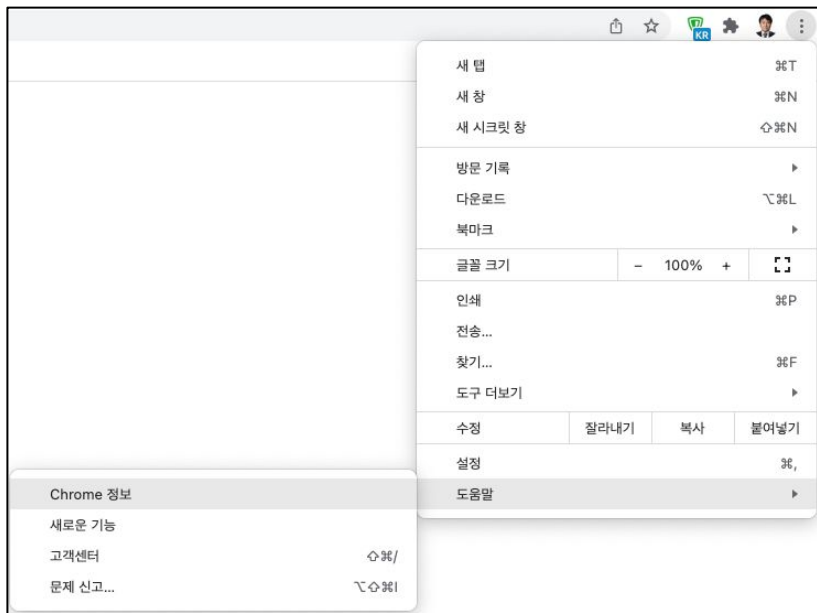 KR
새 탭 ⌘T
새 창 ⌘N
새 시크릿 창 ⇧⌘N
방문 기록
다운로드 ⌥⌘L
북마크
글꼴 크기 − 100% +
인쇄 ⌘P
전송...
찾기... ⌘F
도구 더보기
수정 잘라내기 복사 붙여넣기
설정 ⌘,
도움말
Chrome 정보
새로운 기능
고객센터 ⇧⌘/
문제 신고... ⌥⇧⌘I